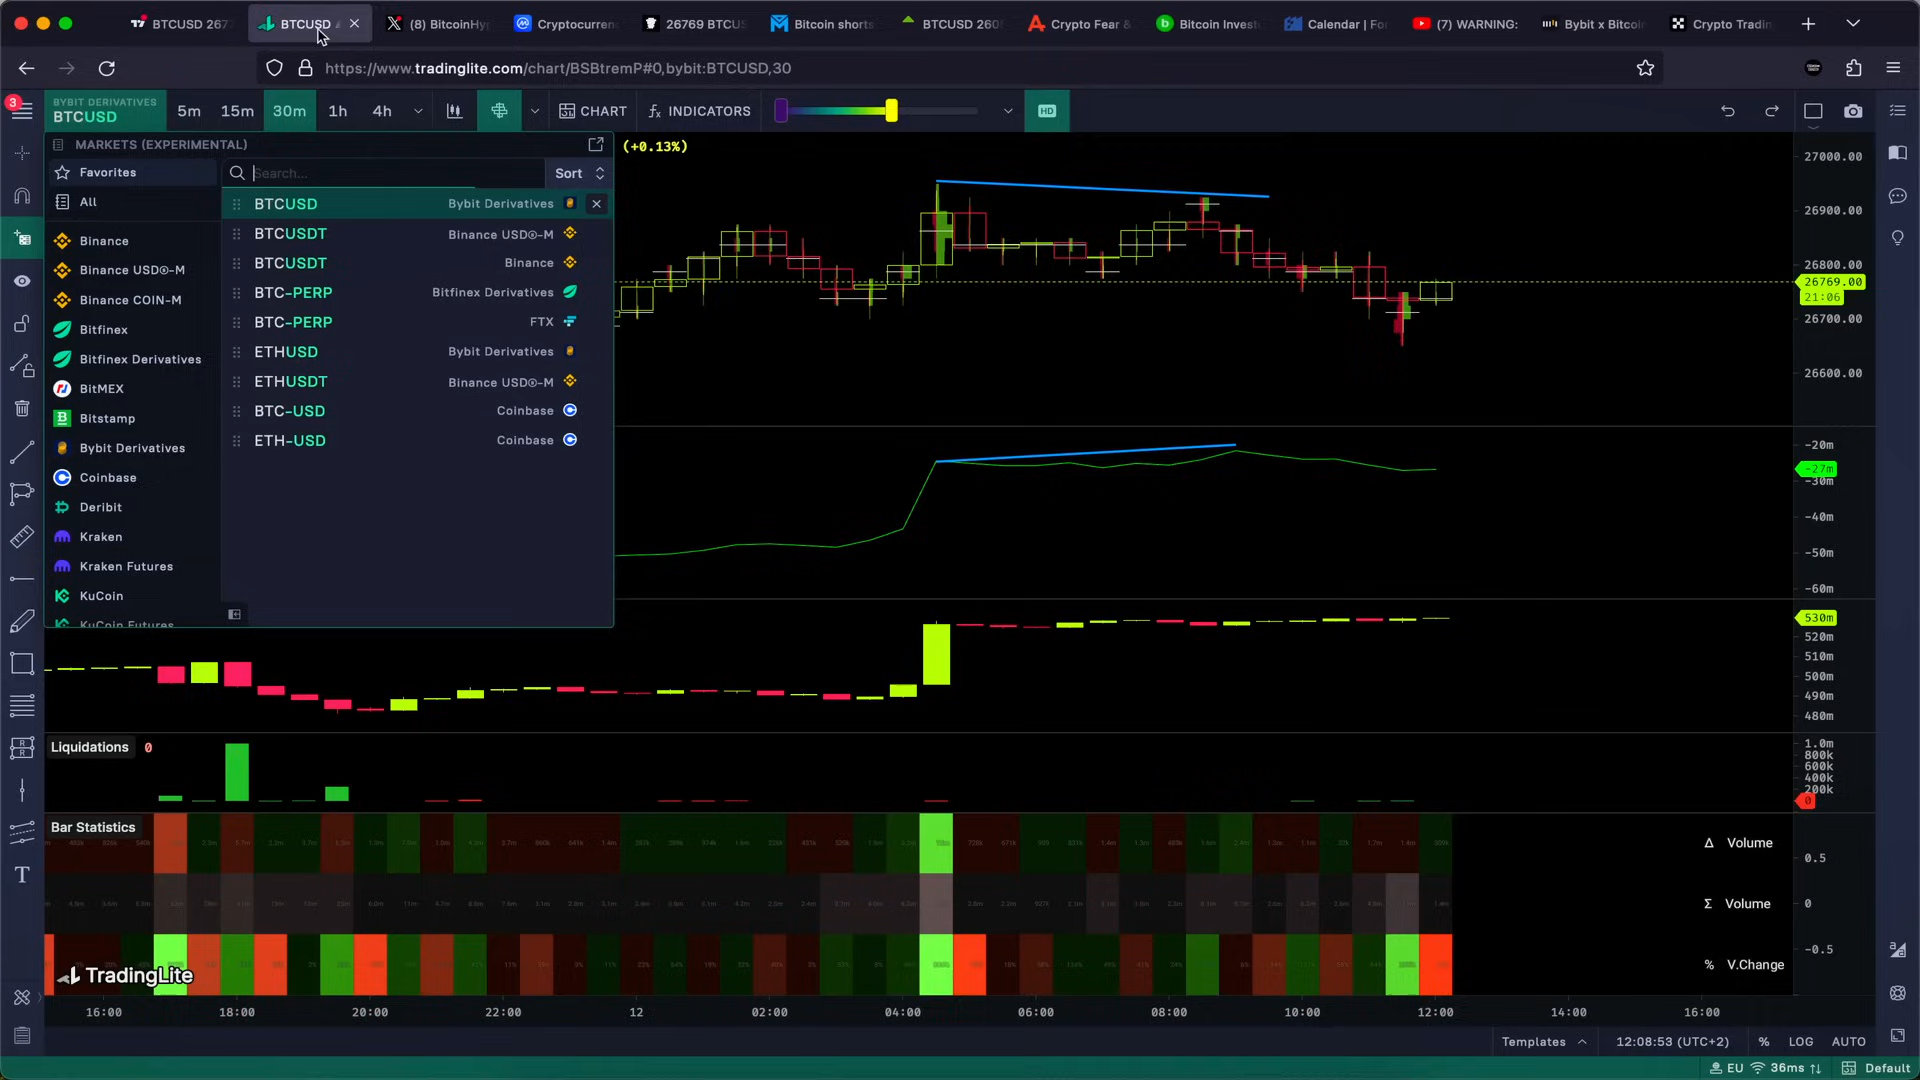 BTCUSD 267
BTCUSD
(8) BitcoinHy
Cryptocurren
26769 BTCUS
Bitcoin shorts
BTCUSD 260
Crypto Fear &
Bitcoin Invest
Calendar | Fo
(7) WARNING:
Bybit x Bitcoi
Crypto Tradin
https://www.tradinglite.com/chart/BSBtremP#0,bybit:BTCUSD,30
3
BYBIT DERIVATIVES
BTCUSD
5m
15m
30m
1h
4h
CHART
INDICATORS
HD
MARKETS (EXPERIMENTAL)
(+0.13%)
Favorites
All
Binance
Binance USD®-M
Binance COIN-M
Bitfinex
Bitfinex Derivatives
BitMEX
Bitstamp
Bybit Derivatives
Coinbase
Deribit
Kraken
Kraken Futures
KuCoin
KuCoin Futures
Search...
Sort
BTCUSD Bybit Derivatives
BTCUSDT Binance USD®-M
BTCUSDT Binance
BTC-PERP Bitfinex Derivatives
BTC-PERP FTX
ETHUSD Bybit Derivatives
ETHUSDT Binance USD®-M
BTC-USD Coinbase
ETH-USD Coinbase
27000.00
26900.00
26800.00
26769.00
21:06
26700.00
26600.00
-20m
-27m
-30m
-40m
-50m
-60m
530m
520m
510m
500m
490m
480m
Liquidations 0
1.0m
800k
600k
400k
200k
0
Bar Statistics
Δ Volume
0.5
Σ Volume
0
-0.5
% V.Change
TradingLite
16:00
18:00
20:00
22:00
12
02:00
04:00
06:00
08:00
10:00
12:00
14:00
16:00
Templates
12:08:53 (UTC+2)
%
LOG
AUTO
EU
36ms
Default